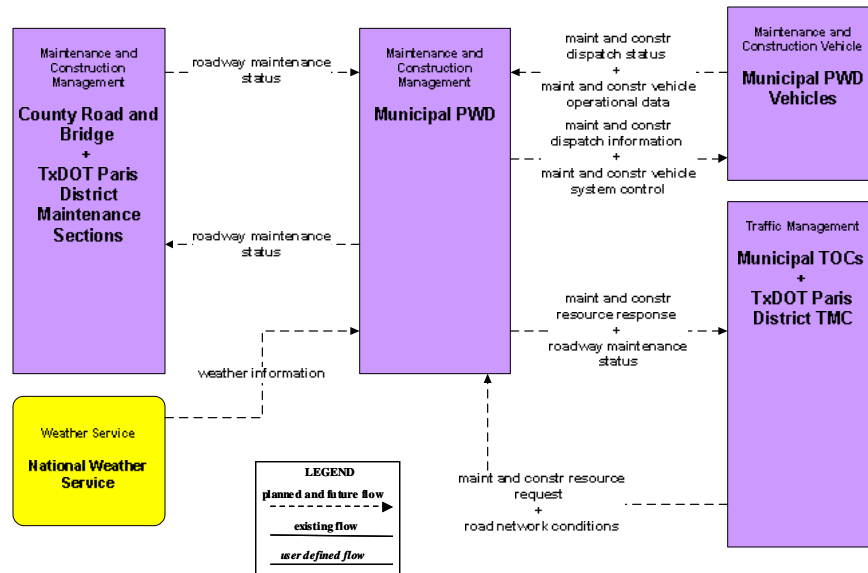 Maintenance and
Construction
Management
County Road and
Bridge
+
TxDOT Paris
District
Maintenance
Sections
roadway maintenance
status
roadway maintenance
status
Maintenance and
Construction
Management
Municipal PWD
maint and constr
dispatch status
+
maint and constr vehicle
operational data
maint and constr
dispatch information
+
maint and constr vehicle
system control
Maintenance and
Construction Vehicle
Municipal PWD
Vehicles
Traffic Management
Municipal TOCs
+
TxDOT Paris
District TMC
maint and constr
resource response
+
roadway maintenance
status
weather information
Weather Service
National Weather
Service
maint and constr resource
request
+
road network conditions
LEGEND
planned and future flow
existing flow
user defined flow